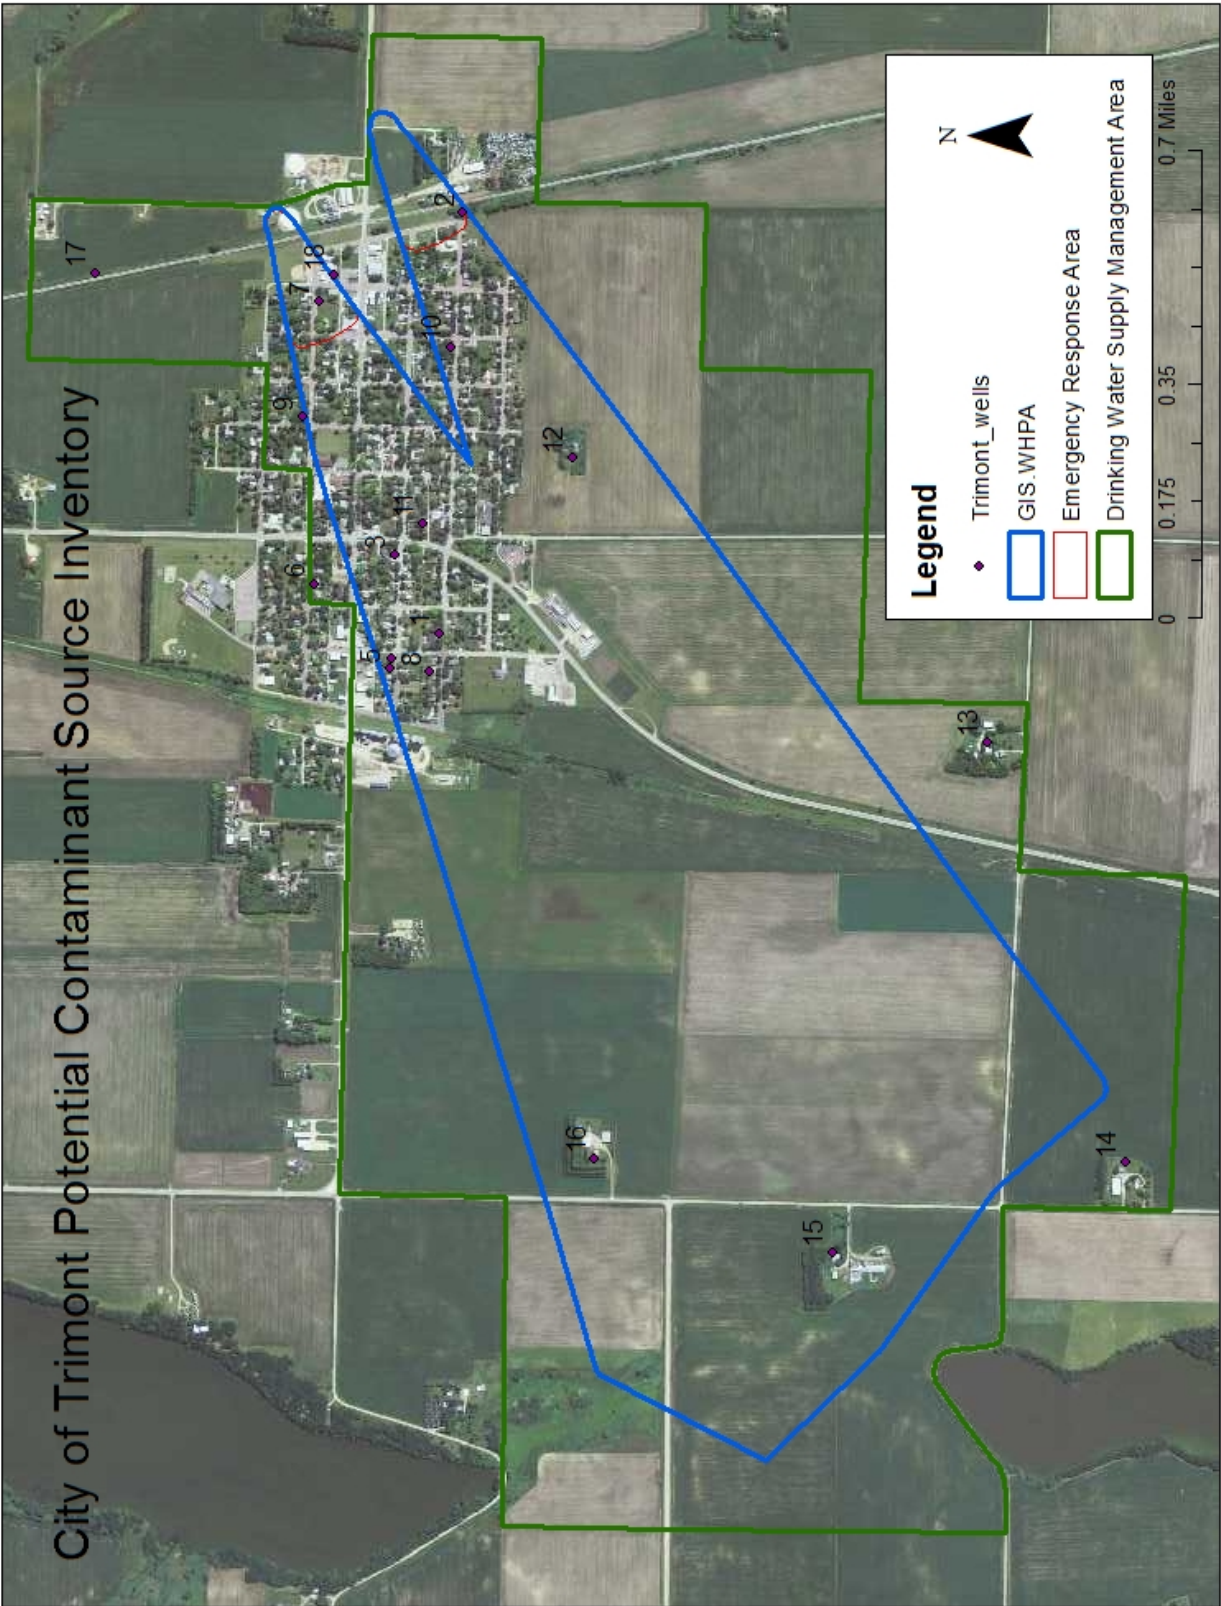 City of Trimont Potential Contaminant Source Inventory
17
18
7
2
9
10
6
3
11
12
5
1
8
13
16
15
14
N
Legend
Trimont_wells
GIS.WHPA
Emergency Response Area
Drinking Water Supply Management Area
0 0.175 0.35 0.7 Miles